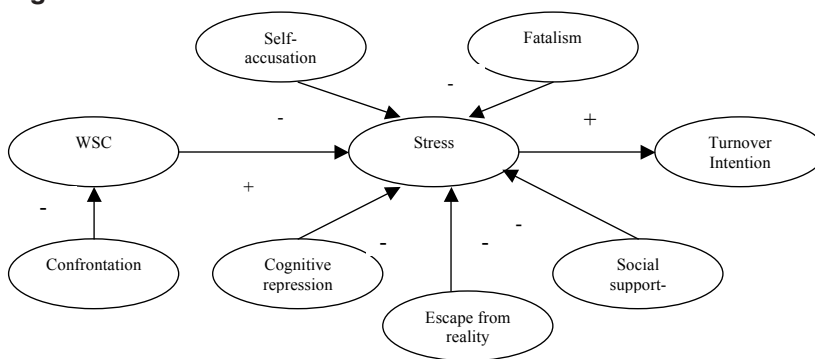 Self-
accusation
Fatalism
-
-
+
WSC
Stress
Turnover
Intention
+
-
-
-
-
Confrontation
Cognitive
repression
Social
support-
Escape from
reality